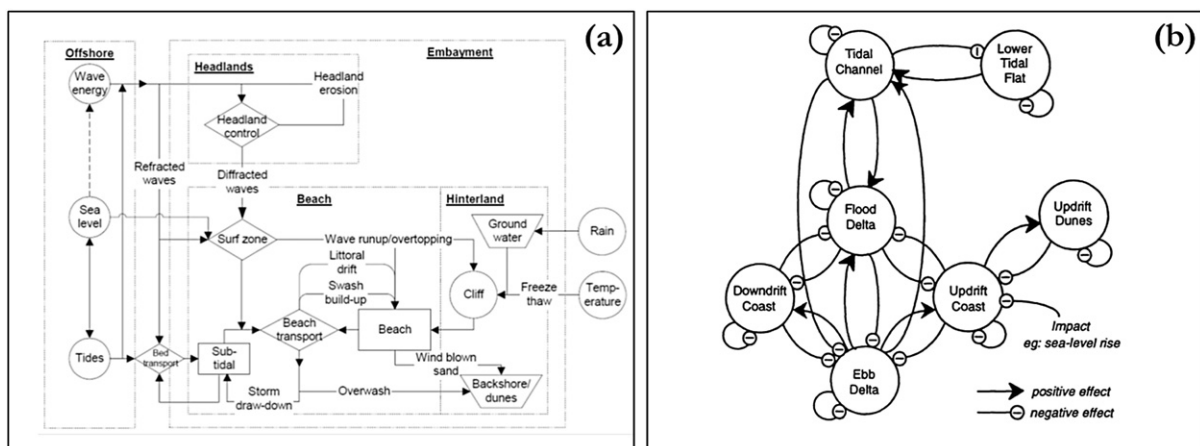 (a)
Offshore
Embayment
Headlands
Wave
energy
Headland
erosion
Headland
control
Refracted
waves
Diffracted
waves
Beach
Hinterland
Sea
level
Surf zone
Ground
water
Rain
Wave runup/overtopping
Littoral
drift
Swash
build-up
Cliff
Freeze
thaw
Temp-
erature
Tides
Bed
transport
Sub-
tidal
Beach
transport
Beach
Wind blown
sand
Storm
draw-down
Overwash
Backshore/
dunes
(b)
Tidal
Channel
Lower
Tidal
Flat
Flood
Delta
Updrift
Dunes
Downdrift
Coast
Updrift
Coast
Impact
eg: sea-level rise
Ebb
Delta
positive effect
negative effect